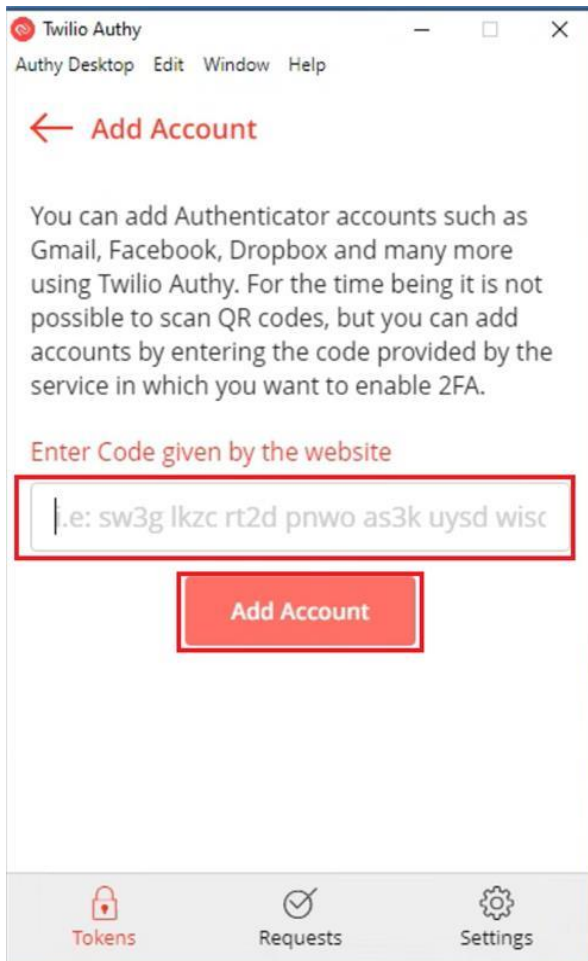 Twilio Authy
Authy Desktop Edit Window Help
Add Account
You can add Authenticator accounts such as
Gmail, Facebook, Dropbox and many more
using Twilio Authy. For the time being it is not
possible to scan QR codes, but you can add
accounts by entering the code provided by the
service in which you want to enable 2FA.
Enter Code given by the website
i.e: sw3g lkzc rt2d pnwo as3k uysd wisc
Add Account
Tokens Requests Settings